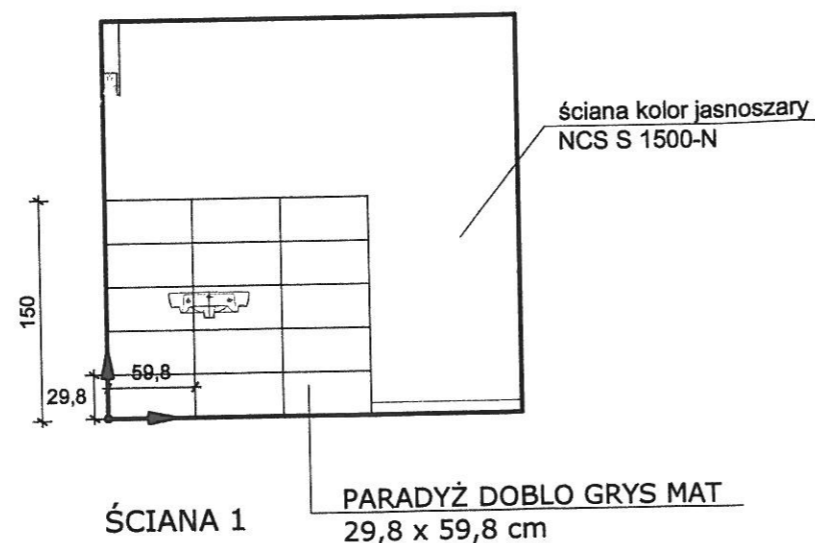 ściana kolor jasnoszary
NCS S 1500-N
150
59,8
29,8
ŚCIANA 1
PARADYŻ DOBLO GRYS MAT
29,8 x 59,8 cm